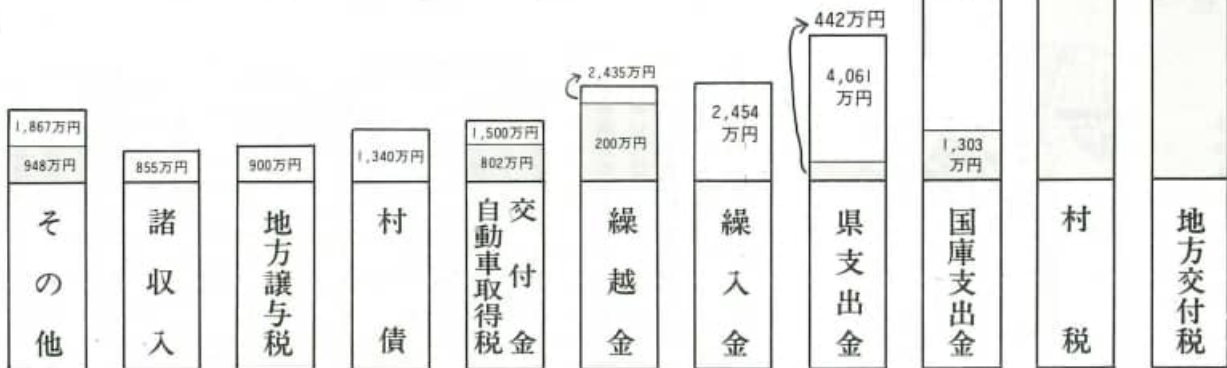 442万円
2,435万円
4,061
万円
1,867万円
948万円
855万円
900万円
1,340万円
1,500万円
802万円
200万円
2,454
万円
1,303
万円
その他
諸収入
地方譲与税
村債
自動車取得税
交付金
繰越金
繰入金
県支出金
国庫支出金
村税
地方交付税